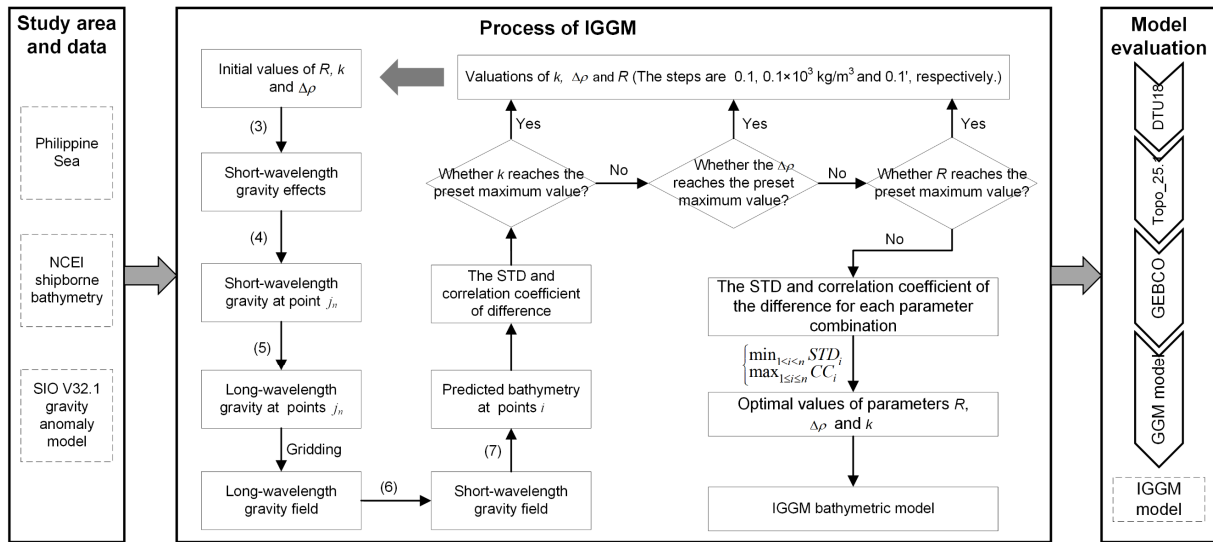 Study area
and data
Philippine
Sea
NCEI
shipborne
bathymetry
SIO V32.1
gravity
anomaly
model
Process of IGGM
Initial values of R, k
and Δρ
(3)
Short-wavelength
gravity effects
(4)
Short-wavelength
gravity at point jₙ
(5)
Long-wavelength
gravity at points jₙ
Gridding
Long-wavelength
gravity field
(6)
Short-wavelength
gravity field
(7)
Predicted bathymetry
at points i
The STD and
correlation coefficient
of difference
Whether k reaches the
preset maximum value?
Yes
No
Valuations of k, Δρ and R (The steps are 0.1, 0.1×10³ kg/m³ and 0.1', respectively.)
Whether the Δρ
reaches the preset
maximum value?
Yes
No
Whether R reaches the
preset maximum value?
Yes
No
The STD and correlation coefficient of
the difference for each parameter
combination
{min₁<i<n STDᵢ
max₁≤i≤n CCᵢ
Optimal values of parameters R,
Δρ and k
IGGM bathymetric model
Model
evaluation
DTU18
Topo_25.1
GEBCO
GGM model
IGGM
model